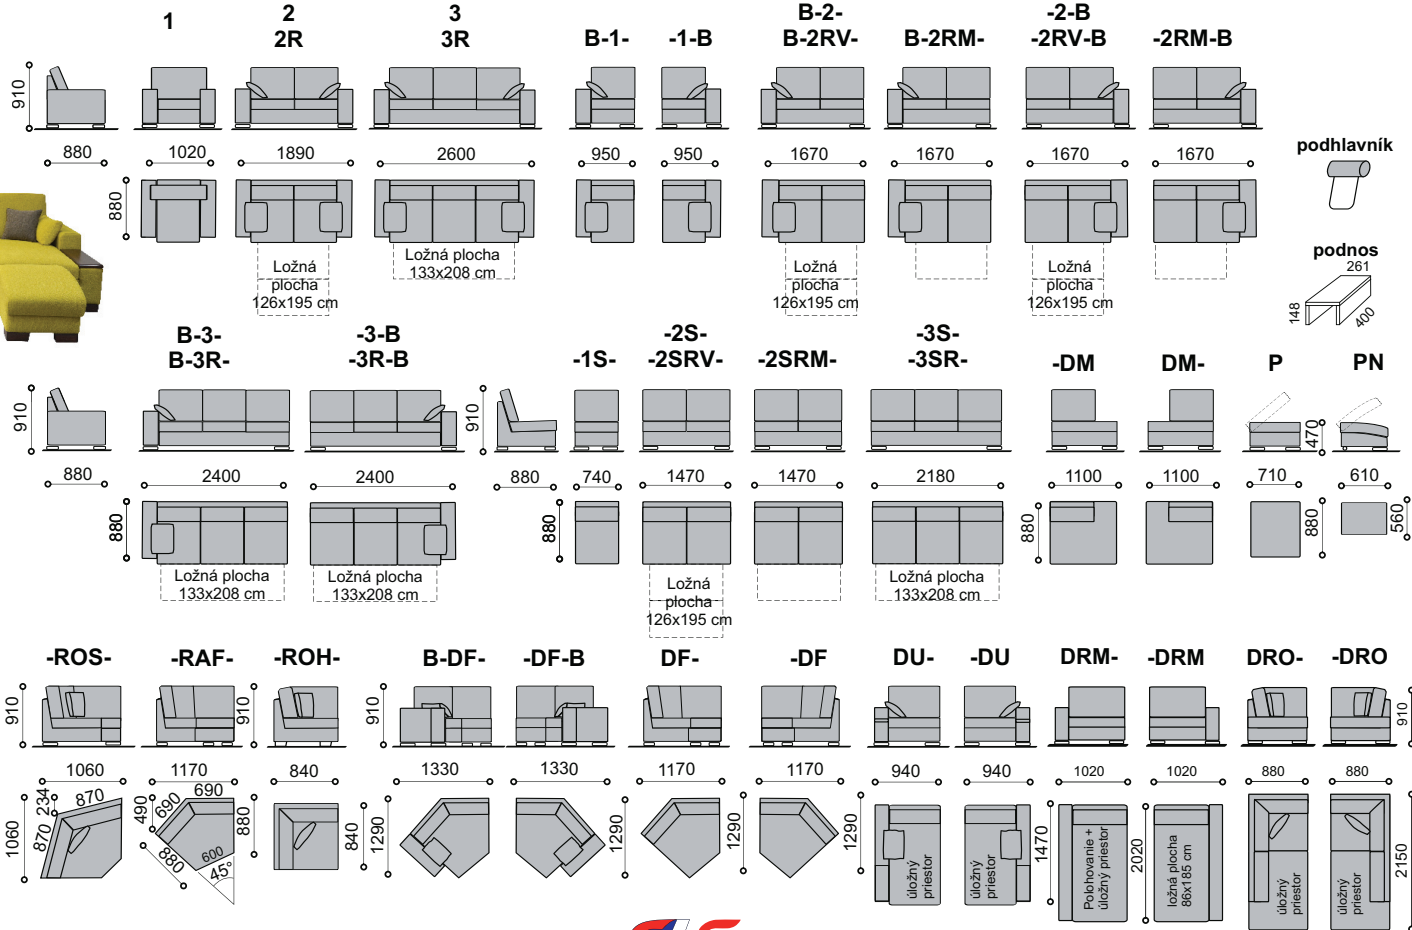 1
2
2R
3
3R
B-1-
-1-B
B-2-
B-2RV-
B-2RM-
-2-B
-2RV-B
-2RM-B
910
880
1020
1890
2600
950
950
1670
1670
1670
1670
880
Ložná
plocha
126x195 cm
Ložná plocha
133x208 cm
Ložná
plocha
126x195 cm
Ložná
plocha
126x195 cm
podhlavník
podnos
261
148
400
B-3-
B-3R-
-3-B
-3R-B
-1S-
-2S-
-2SRV-
-2SRM-
-3S-
-3SR-
-DM
DM-
P
PN
910
910
470
880
2400
2400
880
740
1470
1470
2180
1100
1100
710
610
880
880
880
880
560
Ložná plocha
133x208 cm
Ložná plocha
133x208 cm
Ložná
plocha
126x195 cm
Ložná plocha
133x208 cm
-ROS-
-RAF-
-ROH-
B-DF-
-DF-B
DF-
-DF
DU-
-DU
DRM-
-DRM
DRO-
-DRO
910
910
910
910
1060
1170
840
1330
1330
1170
1170
940
940
1020
1020
880
880
1060
234
870
870
490
690
690
880
600
45°
880
840
1290
1290
1290
1290
úložný
priestor
úložný
priestor
1470
Polohovanie +
úložný priestor
2020
ložná plocha
86x185 cm
úložný
priestor
úložný
priestor
2150